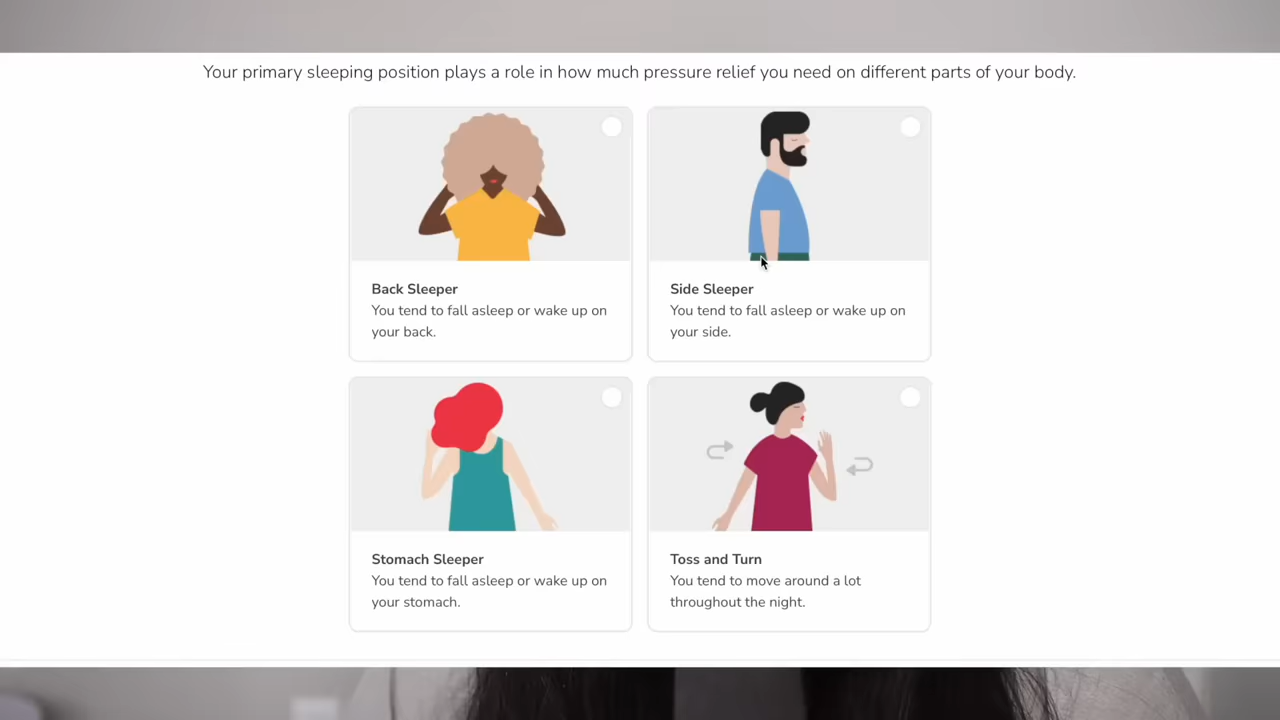 Your primary sleeping position plays a role in how much pressure relief you need on different parts of your body.
Back Sleeper
You tend to fall asleep or wake up on
your back.
Side Sleeper
You tend to fall asleep or wake up on
your side.
Stomach Sleeper
You tend to fall asleep or wake up on
your stomach.
Toss and Turn
You tend to move around a lot
throughout the night.